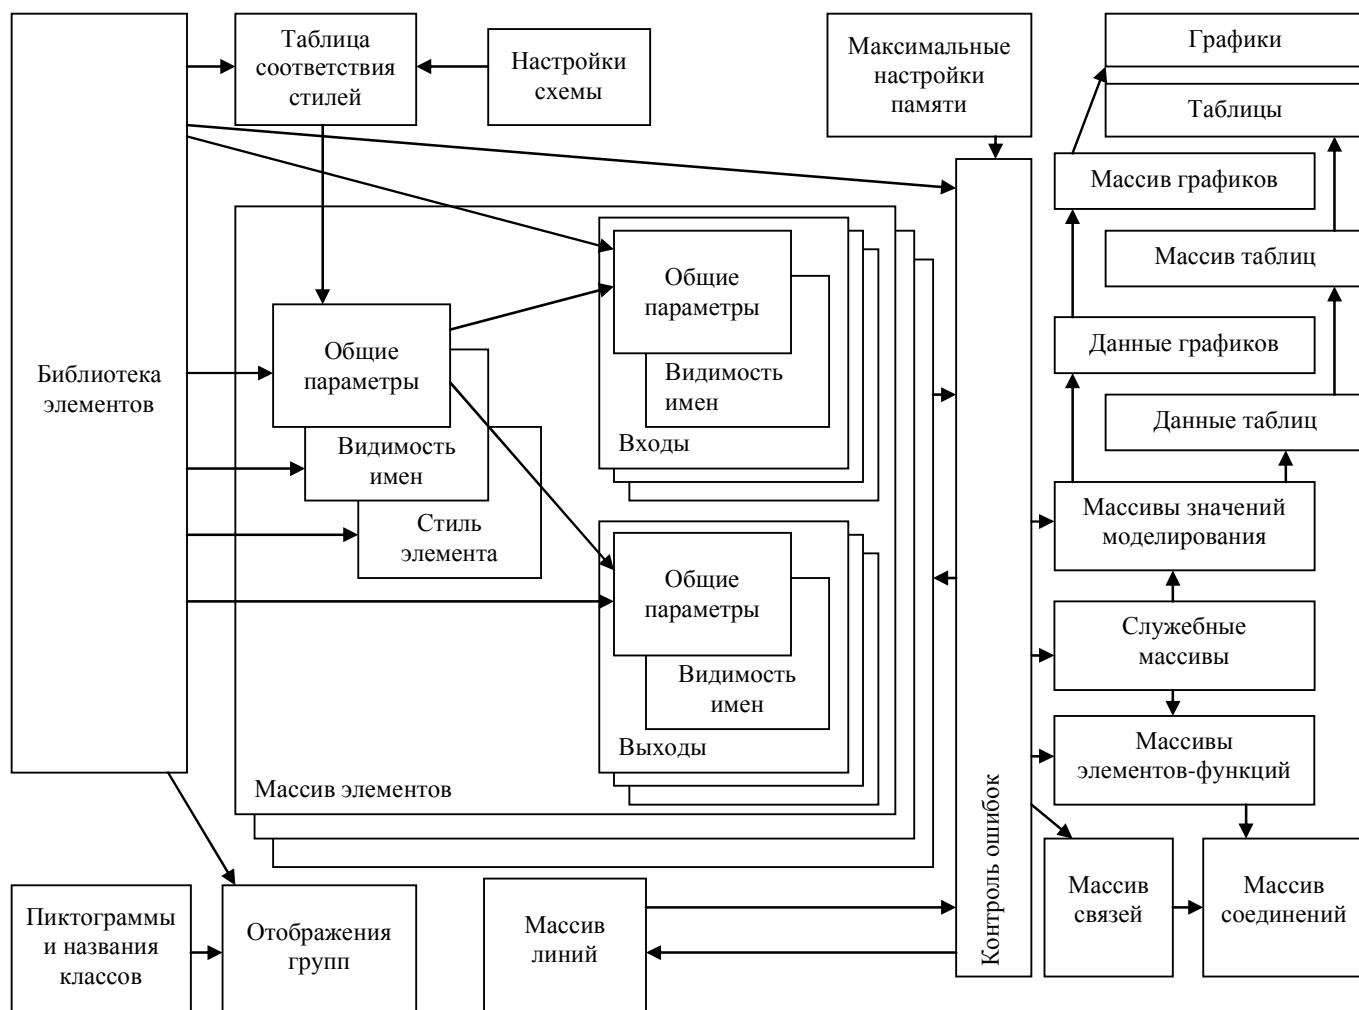 Таблица
соответствия
стилей
Настройки
схемы
Максимальные
настройки
памяти
Графики
Таблицы
Массив графиков
Массив таблиц
Данные графиков
Данные таблиц
Библиотека
элементов
Общие
параметры
Видимость
имен
Стиль
элемента
Общие
параметры
Видимость
имен
Входы
Общие
параметры
Видимость
имен
Выходы
Массив элементов
Контроль ошибок
Массивы значений
моделирования
Служебные
массивы
Массивы
элементов-функций
Массив
связей
Массив
соединений
Пиктограммы
и названия
классов
Отображения
групп
Массив
линий